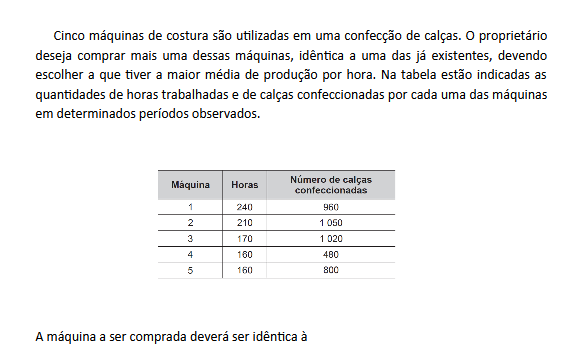 Cinco máquinas de costura são utilizadas em uma confecção de calças. O proprietário
deseja comprar mais uma dessas máquinas, idêntica a uma das já existentes, devendo
escolher a que tiver a maior média de produção por hora. Na tabela estão indicadas as
quantidades de horas trabalhadas e de calças confeccionadas por cada uma das máquinas
em determinados períodos observados.
Máquina Horas Número de calças
confeccionadas
1 240 960
2 210 1 050
3 170 1 020
4 160 480
5 160 800
A máquina a ser comprada deverá ser idêntica à